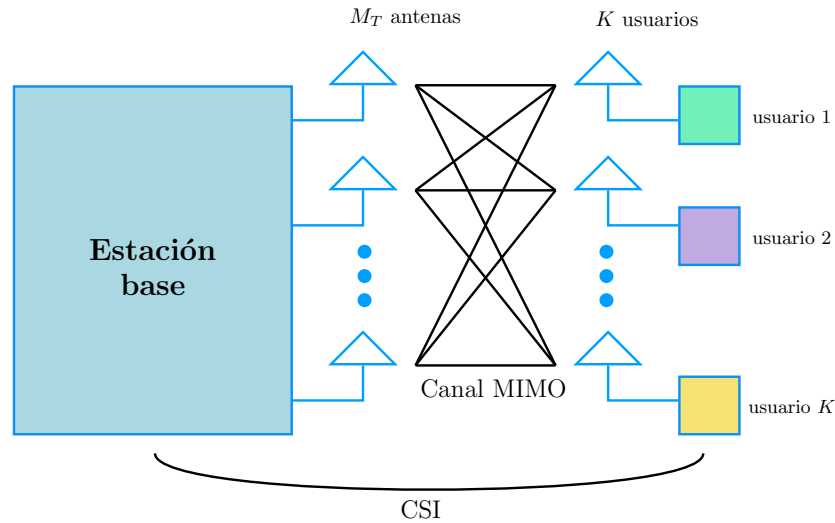 M_T antenas
K usuarios
usuario 1
Estación
base
usuario 2
Canal MIMO
usuario K
CSI